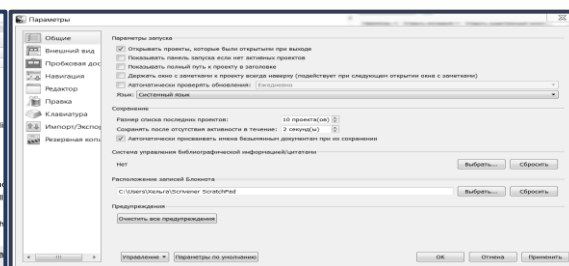 Параметры
Общие
Внешний вид
Пробковая дос
Навигация
Редактор
Правка
Клавиатура
Импорт/Экспо
Резервная копи
Параметры запуска
Открывать проекты, которые были открытыми при выходе
Показывать панель запуска если нет активных проектов
Показывать полный путь к проекту в заголовке
Держать окно с заметками к проекту всегда наверху (подействует при следующем открытии окна с заметками)
Автоматически проверять обновления: Ежедневно
Язык: Системный язык
Сохранение
Размер списка последних проектов: 10 проекта(ов)
Сохранять после отсутствия активности в течение: 2 секунд(ы)
Автоматически присваивать имена безымянным документам при их сохранении
Система управления библиографической информацией/цитатами
Нет
Выбрать... Сбросить
Расположение записей Блокнота
C:\Users\Хельга\Scrivener ScratchPad
Выбрать... Сбросить
Предупреждения
Очистить все предупреждения
Управление Параметры по умолчанию OK Отмена Применить